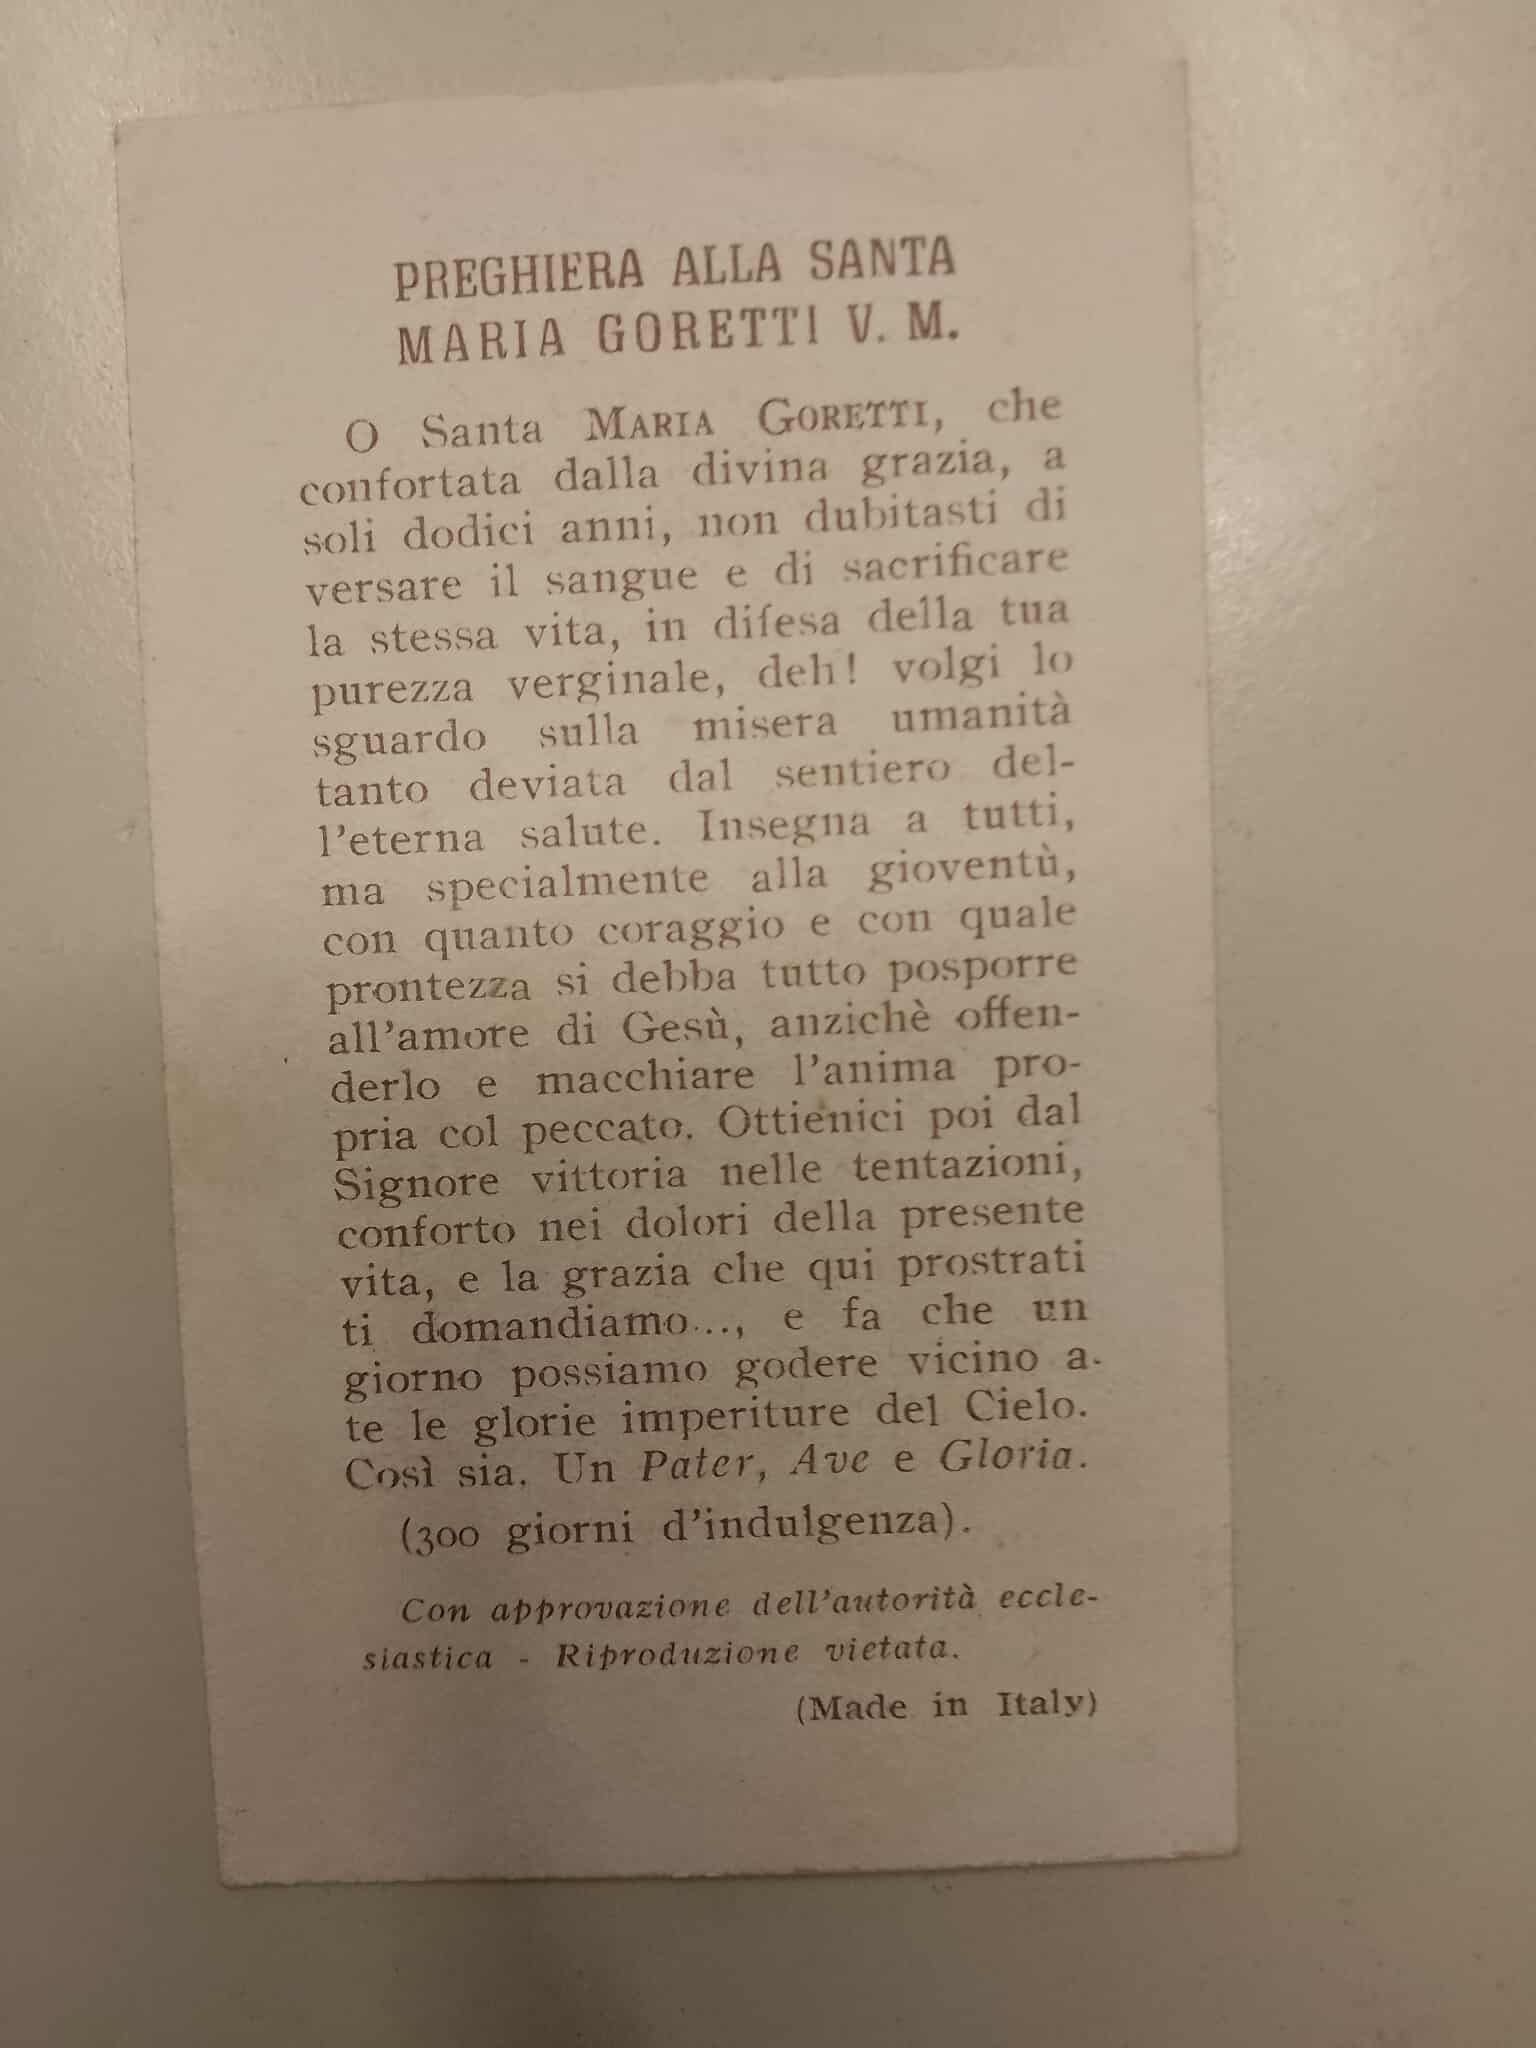 PREGHIERA ALLA SANTA
MARIA GORETTI V. M.
O Santa MARIA GORETTI, che
confortata dalla divina grazia, a
soli dodici anni, non dubitasti di
versare il sangue e di sacrificare
la stessa vita, in difesa della tua
purezza verginale, deh! volgi lo
sguardo sulla misera umanità
tanto deviata dal sentiero del-
l'eterna salute. Insegna a tutti,
ma specialmente alla gioventù,
con quanto coraggio e con quale
prontezza si debba tutto posporre
all'amore di Gesù, anzichè offen-
derlo e macchiare l'anima pro-
pria col peccato. Ottienici poi dal
Signore vittoria nelle tentazioni,
conforto nei dolori della presente
vita, e la grazia che qui prostrati
ti domandiamo..., e fa che un
giorno possiamo godere vicino a-
te le glorie imperiture del Cielo.
Così sia. Un Pater, Ave e Gloria.
(300 giorni d'indulgenza).
Con approvazione dell'autorità eccle-
siastica - Riproduzione vietata.
(Made in Italy)